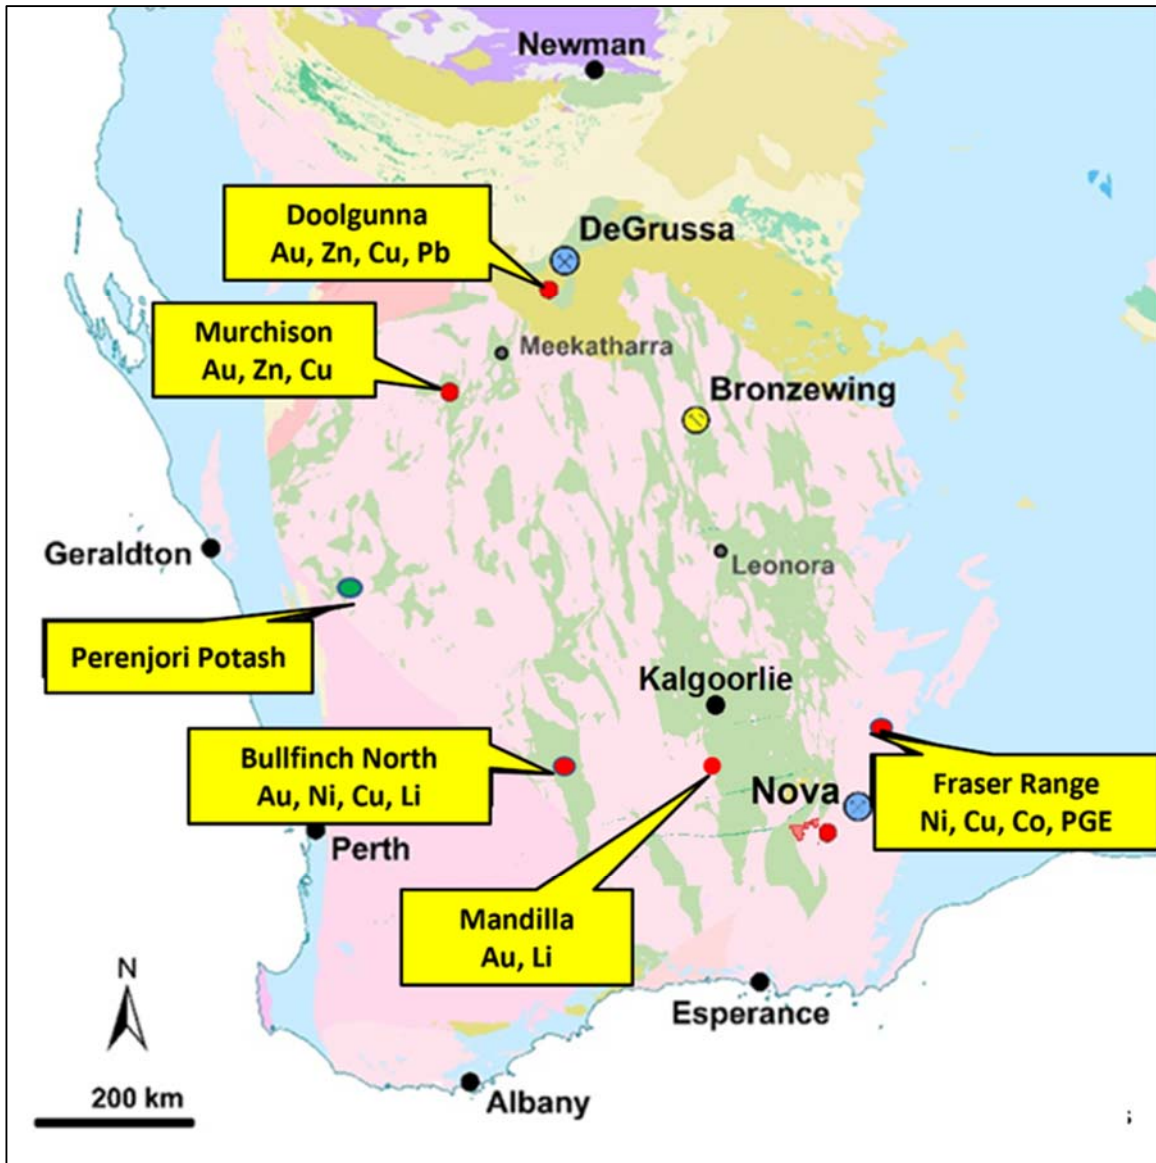 Newman
Doolgunna
Au, Zn, Cu, Pb
DeGrussa
Murchison
Au, Zn, Cu
Meekatharra
Bronzewing
Geraldton
Leonora
Perenjori Potash
Kalgoorlie
Bullfinch North
Au, Ni, Cu, Li
Nova
Fraser Range
Ni, Cu, Co, PGE
Perth
Mandilla
Au, Li
N
Esperance
200 km
Albany